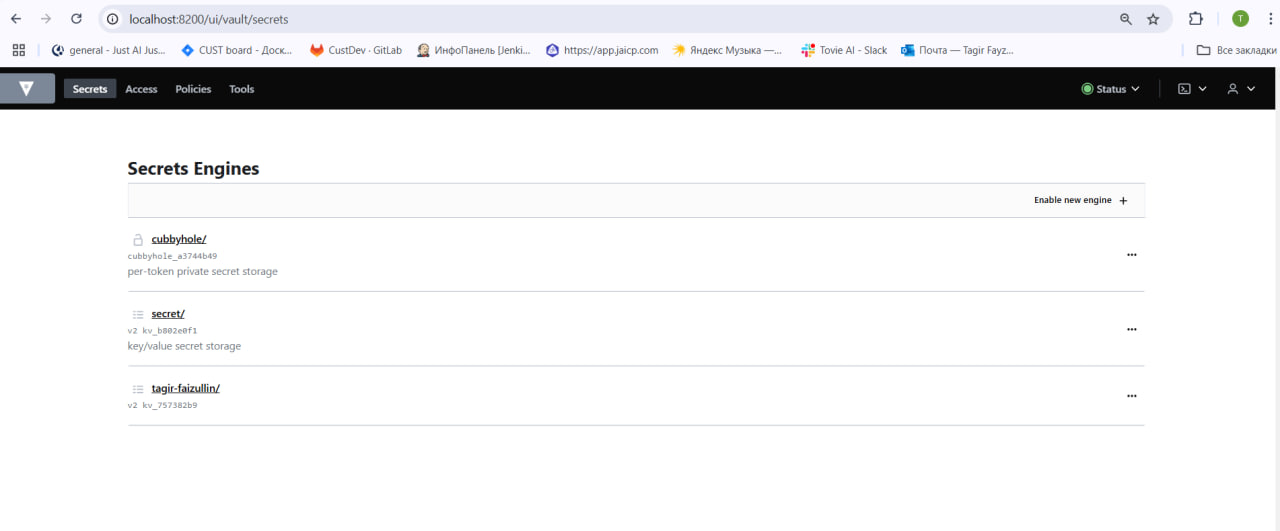 localhost:8200/ui/vault/secrets
T
general - Just AI Jus...
CUST board - Доск...
CustDev · GitLab
ИнфоПанель [Jenki...
https://app.jaicp.com
Яндекс Музыка —...
Tovie AI - Slack
Почта — Tagir Fayz...
Все закладки
Secrets Access Policies Tools
Status
Secrets Engines
Enable new engine +
cubbyhole/
cubbyhole_a3744b49
per-token private secret storage
secret/
v2 kv_b802e0f1
key/value secret storage
tagir-faizullin/
v2 kv_757382b9